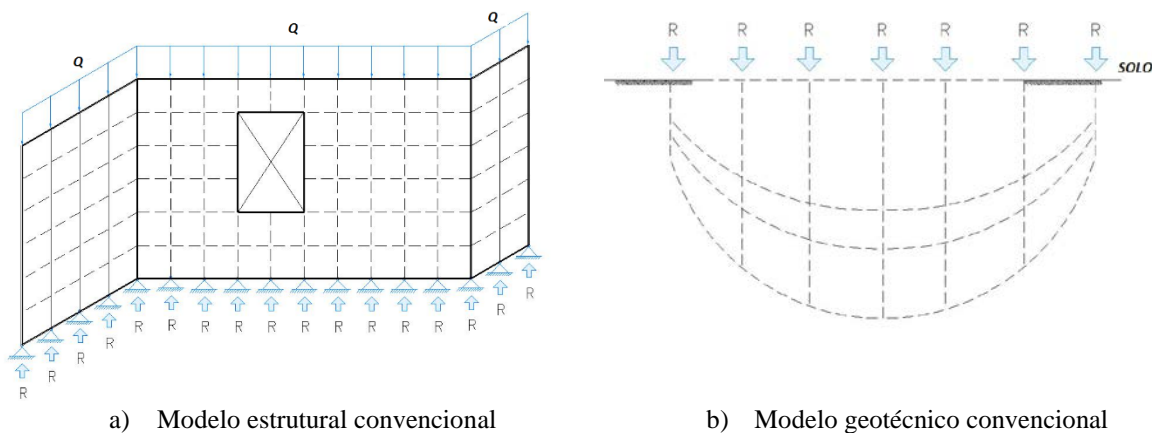 Q
Q
Q
R R R R R R R
SOLO
R
R
R R R R R R R R R R R
R
R
R
R
a) Modelo estrutural convencional
b) Modelo geotécnico convencional